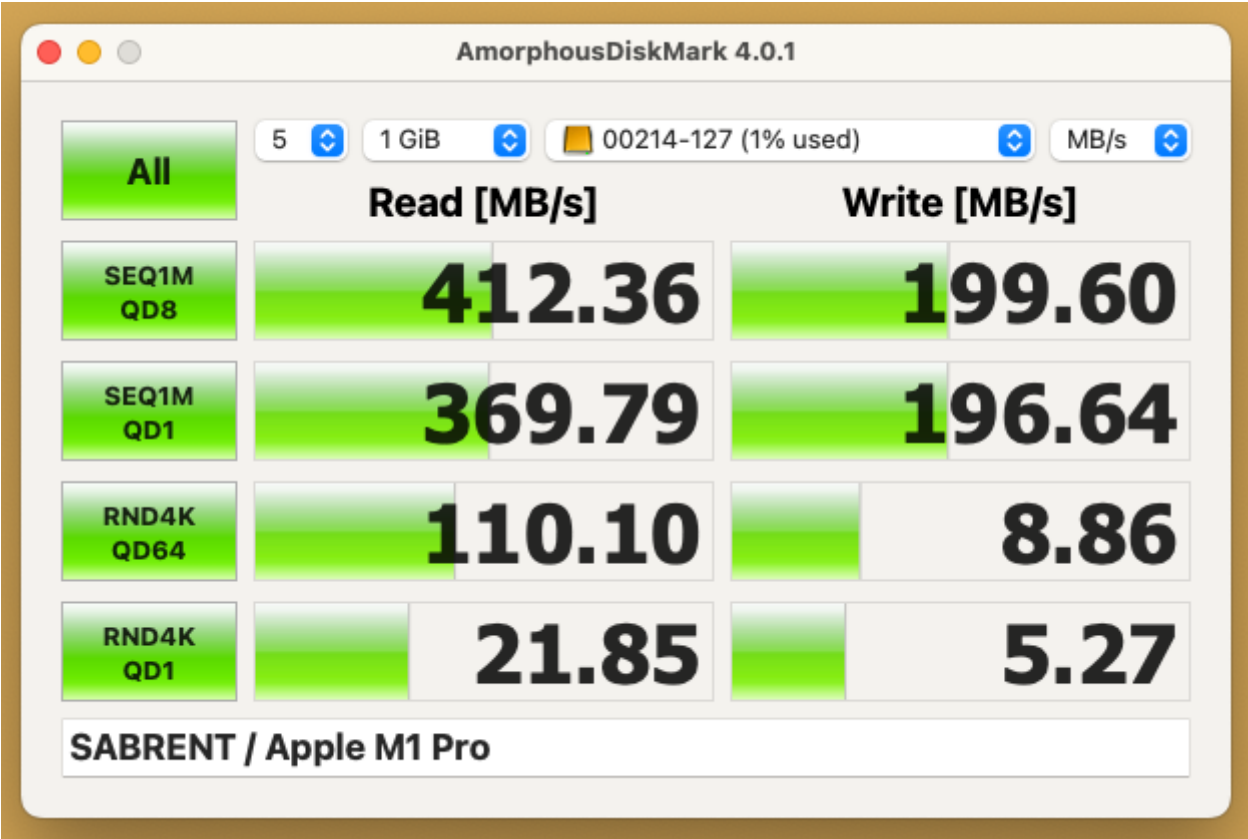 AmorphousDiskMark 4.0.1
All
5
1 GiB
00214-127 (1% used)
MB/s
Read [MB/s]
Write [MB/s]
SEQ1M
QD8
412.36
199.60
SEQ1M
QD1
369.79
196.64
RND4K
QD64
110.10
8.86
RND4K
QD1
21.85
5.27
SABRENT / Apple M1 Pro